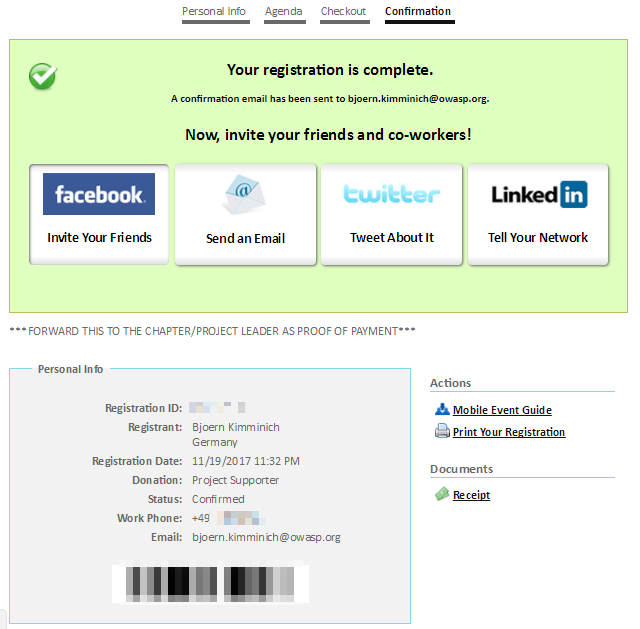 Personal Info Agenda Checkout Confirmation
Your registration is complete.
A confirmation email has been sent to bjoern.kimminich@owasp.org.
Now, invite your friends and co-workers!
facebook.
Invite Your Friends
@
Send an Email
twitter
Tweet About It
Linked in
Tell Your Network
***FORWARD THIS TO THE CHAPTER/PROJECT LEADER AS PROOF OF PAYMENT***
Personal Info
Registration ID:
Registrant: Bjoern Kimminich
Germany
Registration Date: 11/19/2017 11:32 PM
Donation: Project Supporter
Status: Confirmed
Work Phone: +49
Email: bjoern.kimminich@owasp.org
Actions
Mobile Event Guide
Print Your Registration
Documents
Receipt